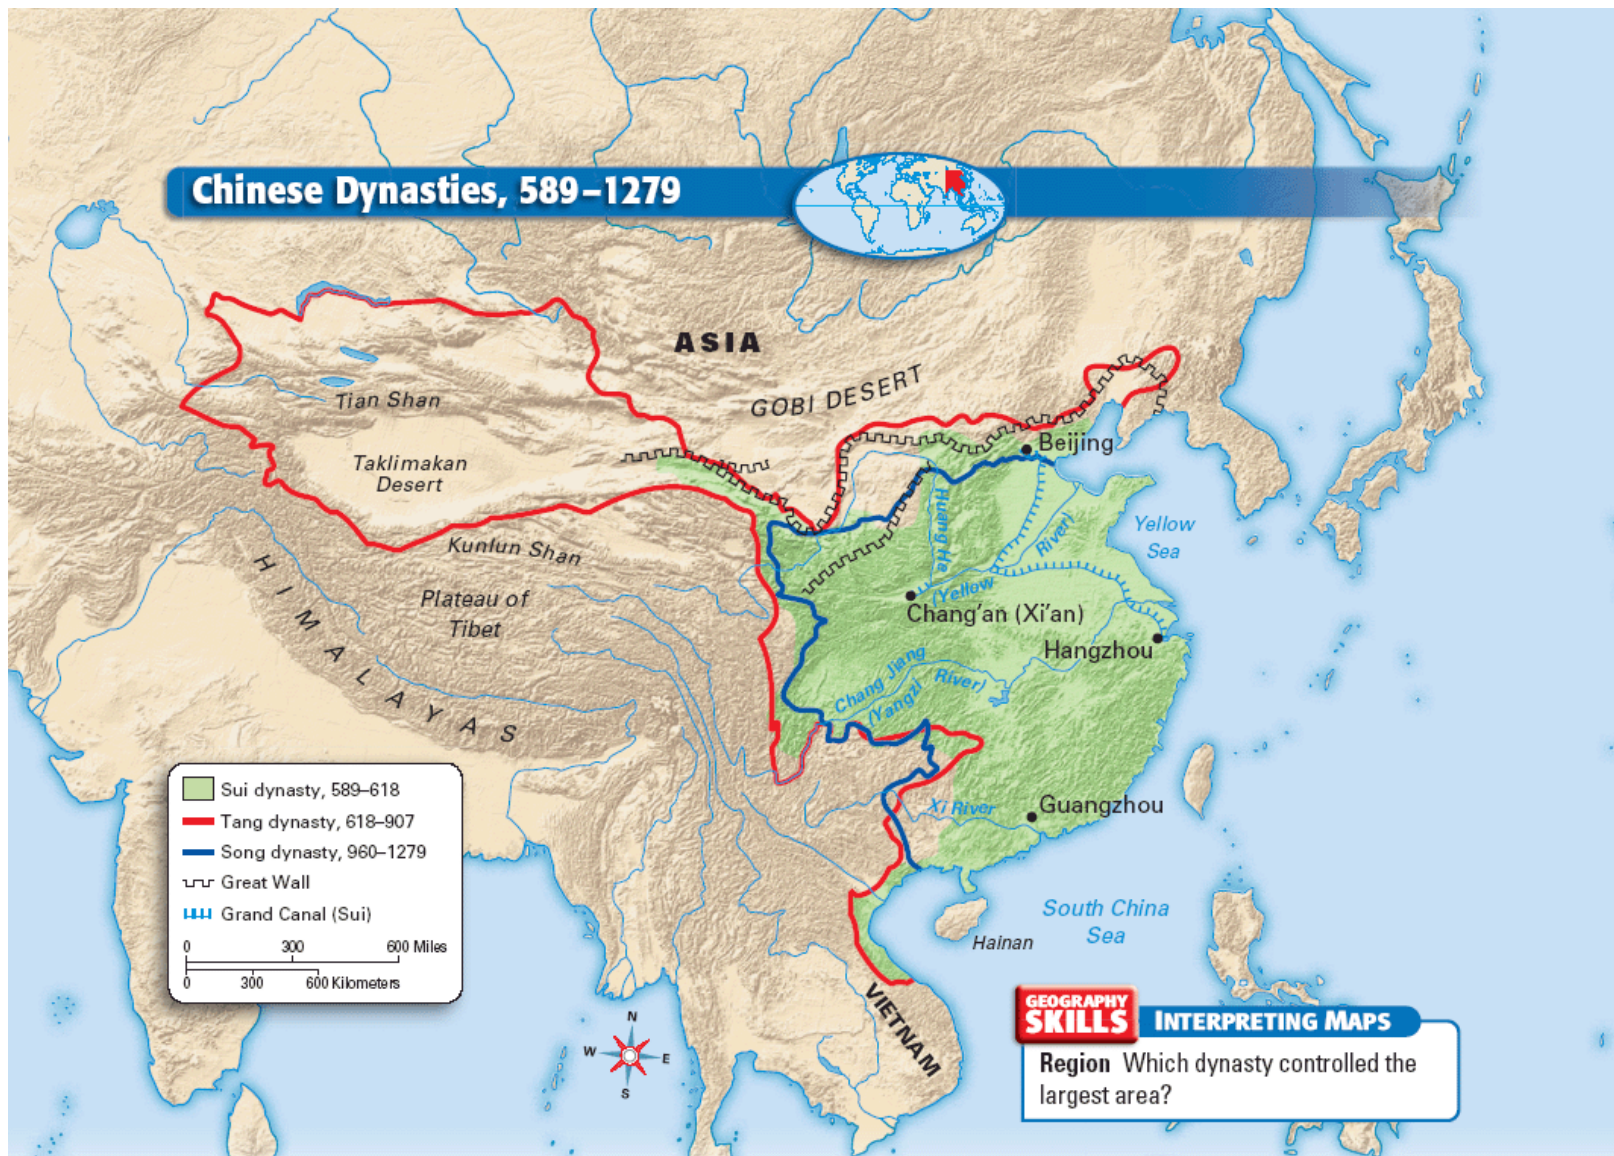 Chinese Dynasties, 589–1279
ASIA
GOBI DESERT
Tian Shan
Taklimakan
Desert
Beijing
Huang He
(Yellow
River)
Yellow
Sea
Kunlun Shan
HIMALAYAS
Plateau of
Tibet
Chang'an (Xi'an)
Hangzhou
Chang Jiang
(Yangzi
River)
Xi River
Guangzhou
South China
Sea
Hainan
VIETNAM
Sui dynasty, 589–618
Tang dynasty, 618–907
Song dynasty, 960–1279
Great Wall
Grand Canal (Sui)
0 300 600 Miles
0 300 600 Kilometers
N
W E
S
GEOGRAPHY
SKILLS
INTERPRETING MAPS
Region Which dynasty controlled the
largest area?